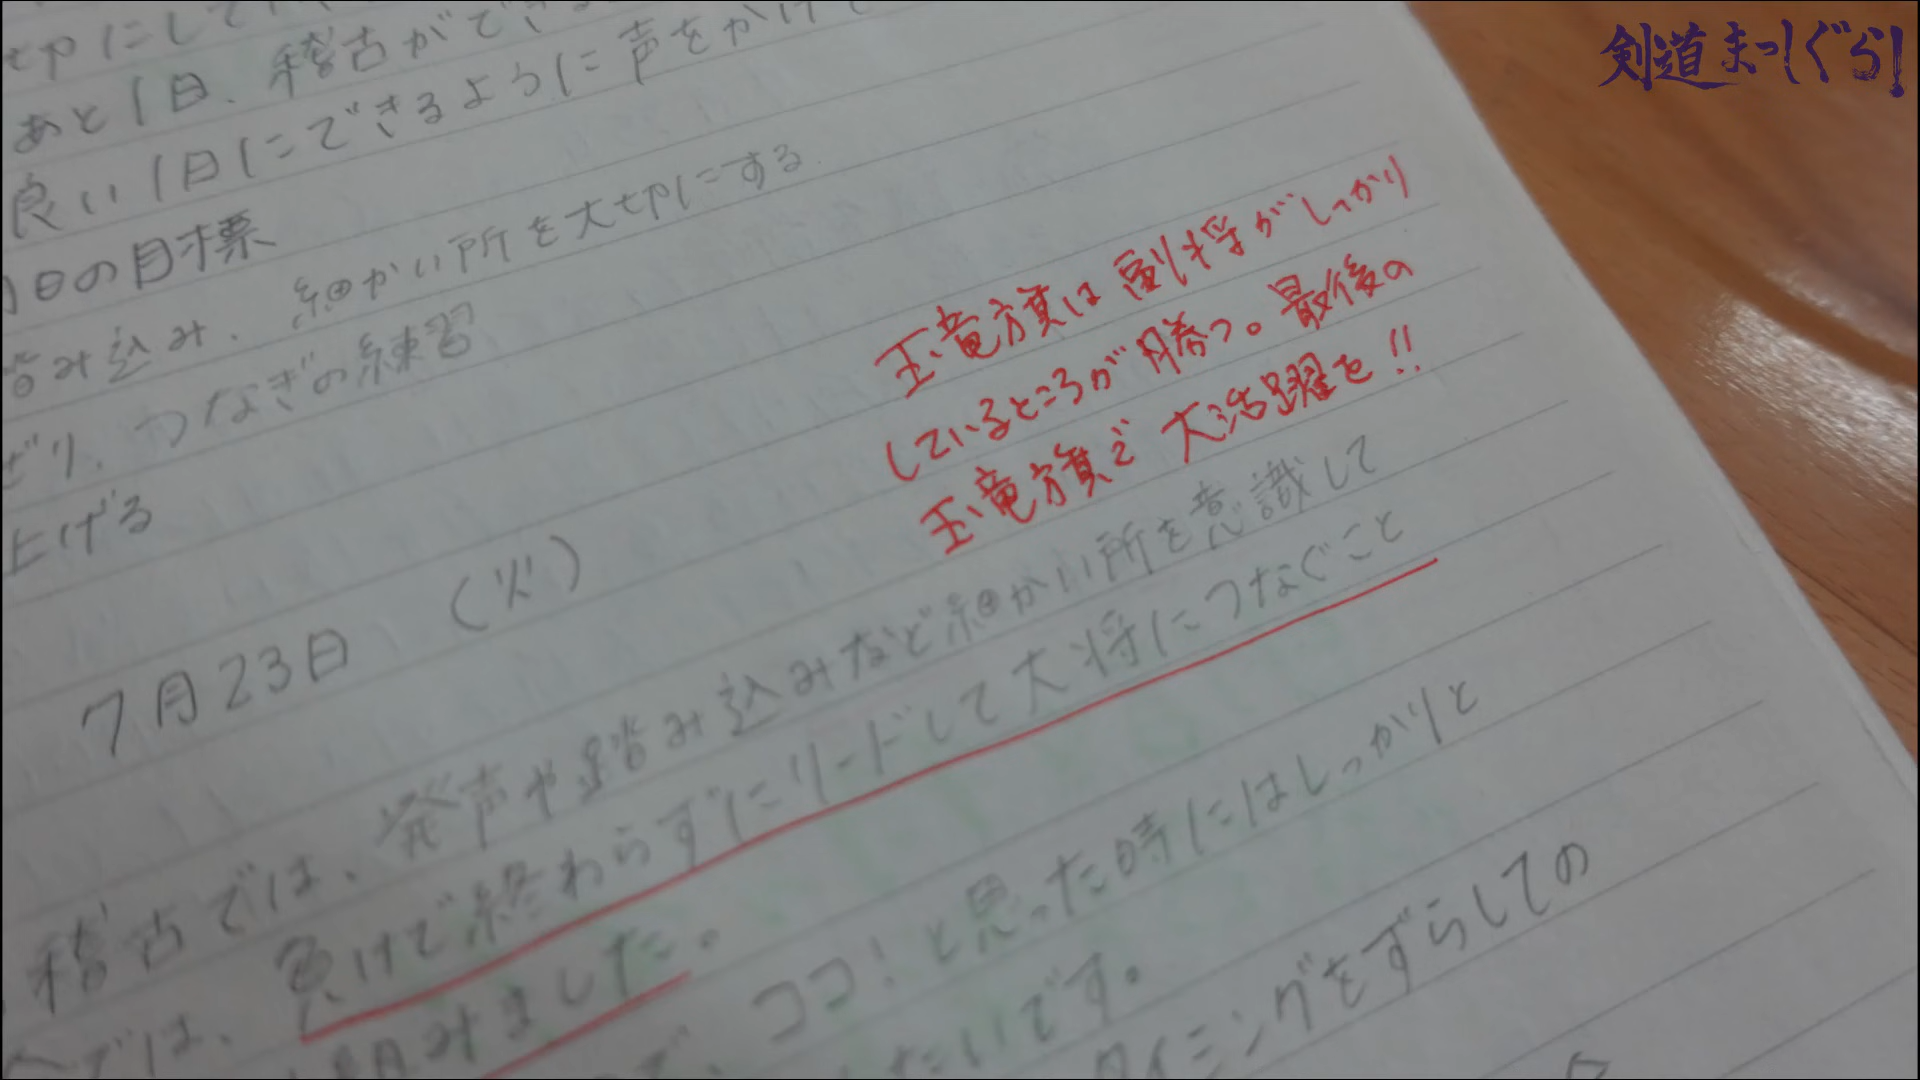 剣道まっしぐら!
切にして
あと1日、稽古ができ
良い1日にできるように声をかけ
日の目標
踏み込み、細かい所を大切にする.
つなぎの練習
上げる
玉竜旗は副将がしっかり
しているところが勝つ。最後の
玉竜旗で大活躍を!!
7月23日 (火)
稽古では、発声や踏み込みなど細かい所を意識して
では、負けで終わらずにリードして大将につなぐこと
組みました。
、ココ!と思った時にはしっかりと
たいです。
タイミングをずらしての